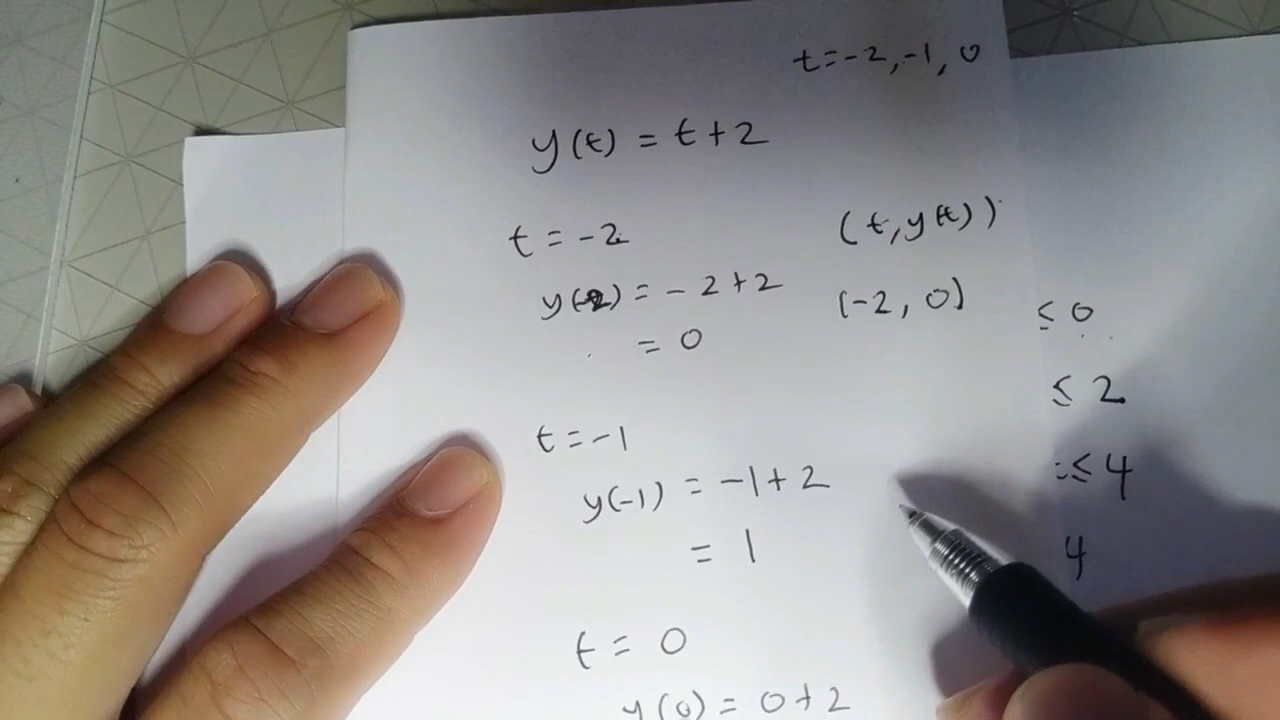 t=-2,-1,0
y(t) = t+2
t = -2 (t, y(t))
y(-2) = -2+2 (-2, 0)
= 0
≤ 0
≤ 2
t = -1
y(-1) = -1+2
≤ 4
= 1
4
t = 0
y(0) = 0+2